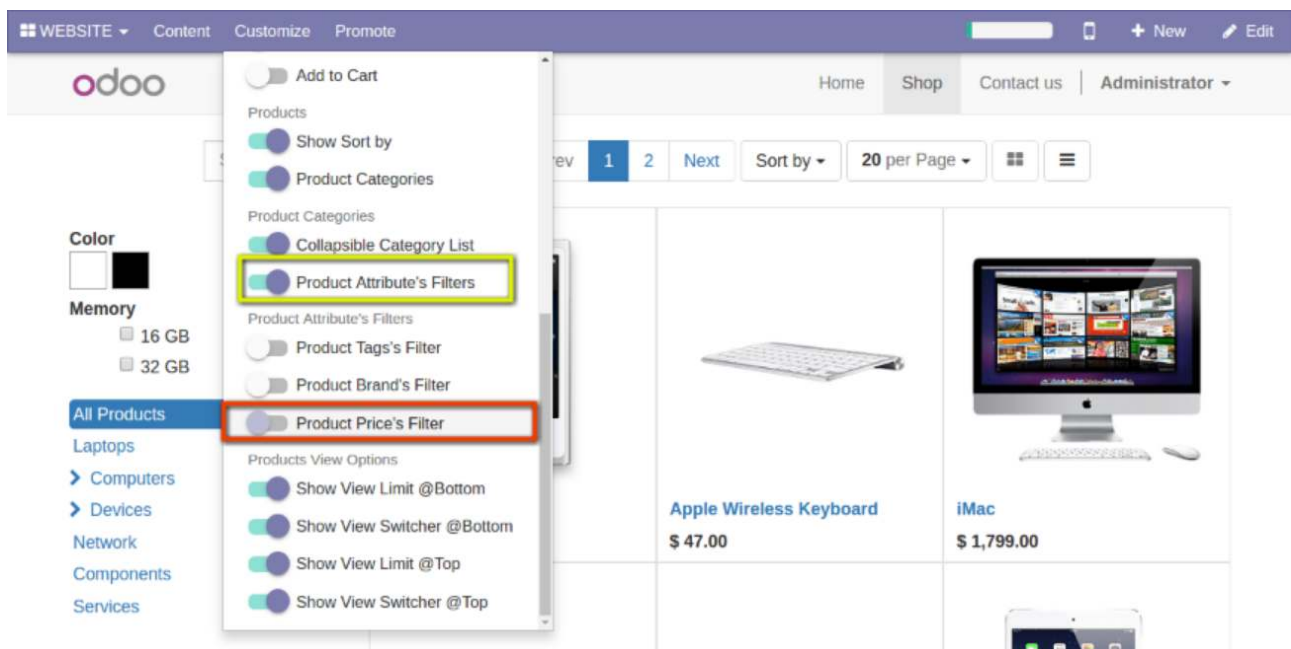 WEBSITE Content Customize Promote + New Edit
odoo Home Shop Contact us Administrator
Add to Cart
Products
Show Sort by
Product Categories
1 2 Next Sort by 20 per Page
Product Categories
Collapsible Category List
Product Attribute's Filters
Product Attribute's Filters
Product Tags's Filter
Product Brand's Filter
Product Price's Filter
Products View Options
Show View Limit @Bottom
Show View Switcher @Bottom
Show View Limit @Top
Show View Switcher @Top
Color
Memory
16 GB
32 GB
All Products
Laptops
Computers
Devices
Network
Components
Services
Apple Wireless Keyboard
$ 47.00
iMac
$ 1,799.00